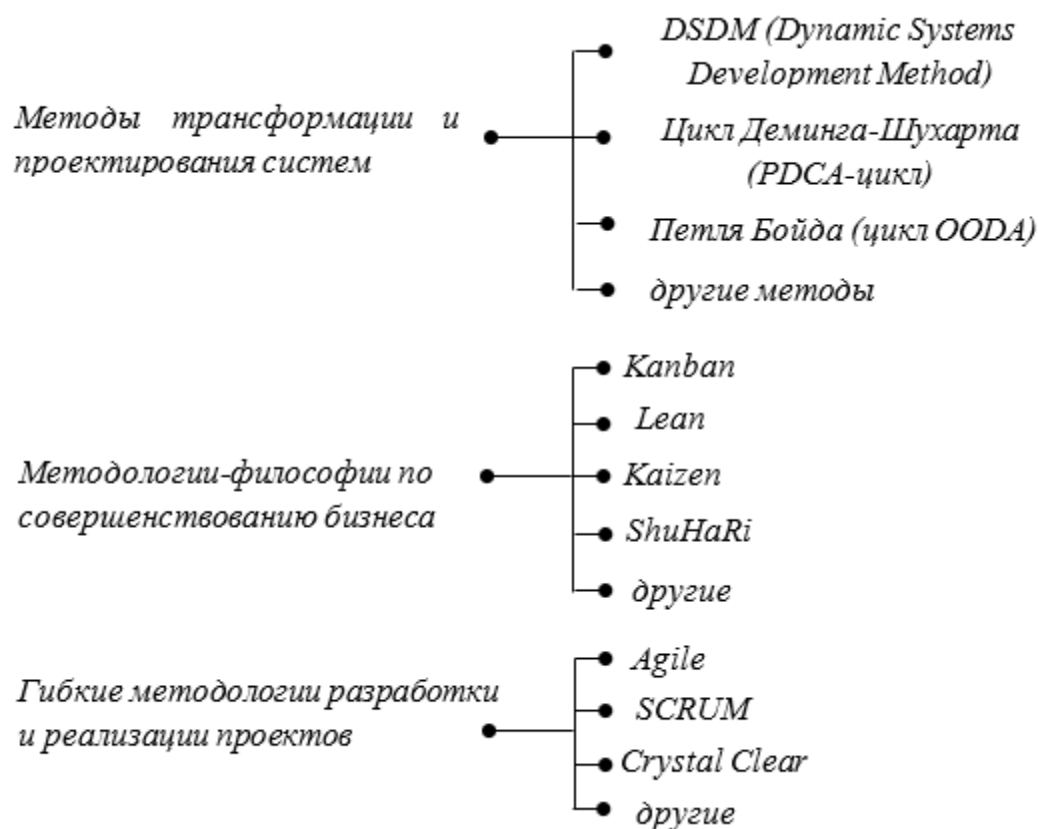 Методы трансформации и
проектирования систем
DSDM (Dynamic Systems
Development Method)
Цикл Деминга-Шухарта
(PDCA-цикл)
Петля Бойда (цикл OODA)
другие методы
Методологии-философии по
совершенствованию бизнеса
Kanban
Lean
Kaizen
ShuHaRi
другие
Гибкие методологии разработки
и реализации проектов
Agile
SCRUM
Crystal Clear
другие